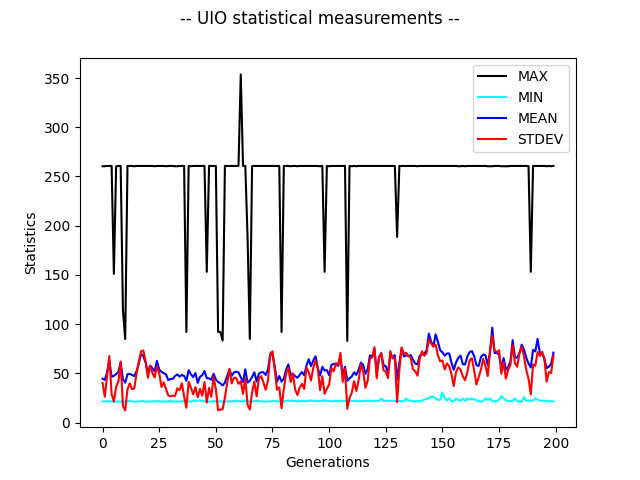 -- UIO statistical measurements --
MAX
MIN
MEAN
STDEV
Statistics
350
300
250
200
150
100
50
0
0 25 50 75 100 125 150 175 200
Generations